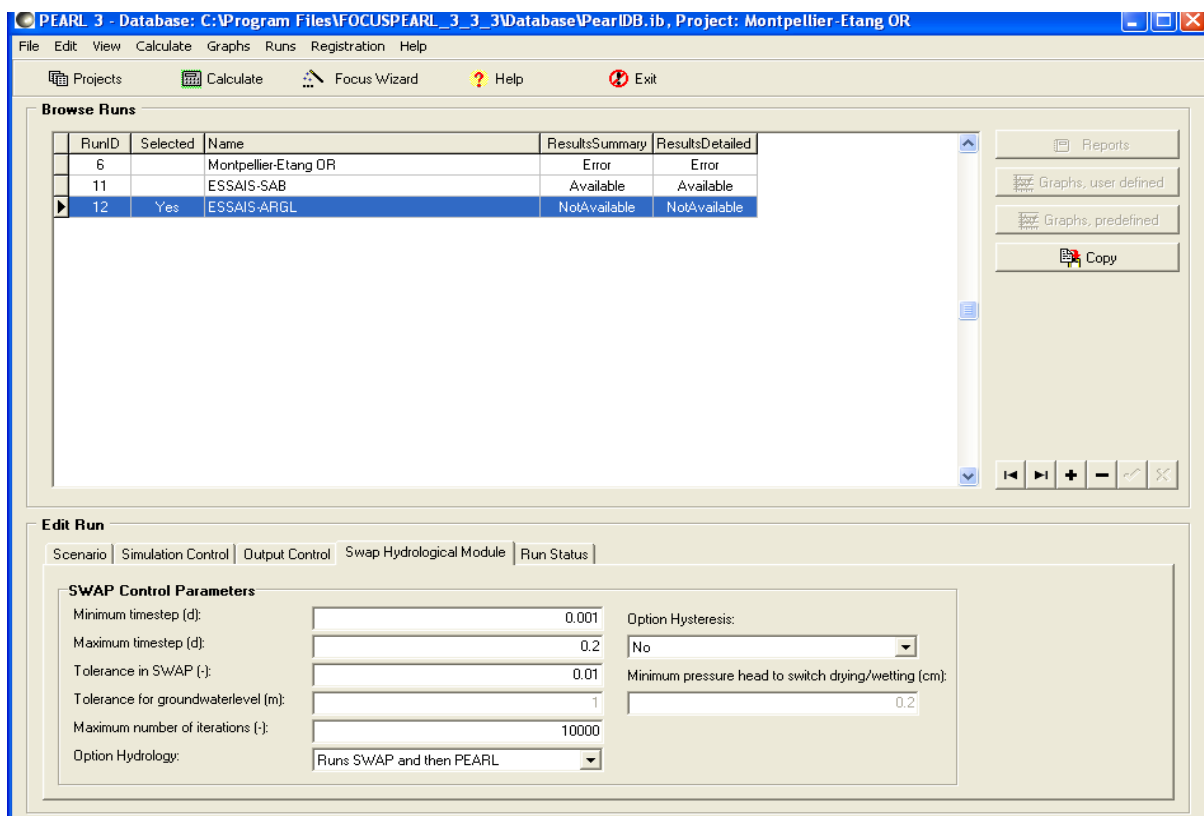 PEARL 3 - Database: C:\Program Files\FOCUSPEARL_3_3_3\Database\PearlDB.ib, Project: Montpellier-Etang OR
File Edit View Calculate Graphs Runs Registration Help
Projects Calculate Focus Wizard Help Exit
Browse Runs
RunID Selected Name ResultsSummary ResultsDetailed
6 Montpellier-Etang OR Error Error
11 ESSAIS-SAB Available Available
12 Yes ESSAIS-ARGL NotAvailable NotAvailable
Reports
Graphs, user defined
Graphs, predefined
Copy
Edit Run
Scenario Simulation Control Output Control Swap Hydrological Module Run Status
SWAP Control Parameters
Minimum timestep (d): 0.001
Maximum timestep (d): 0.2
Tolerance in SWAP (-): 0.01
Tolerance for groundwaterlevel (m): 1
Maximum number of iterations (-): 10000
Option Hydrology: Runs SWAP and then PEARL
Option Hysteresis:
No
Minimum pressure head to switch drying/wetting (cm):
0.2